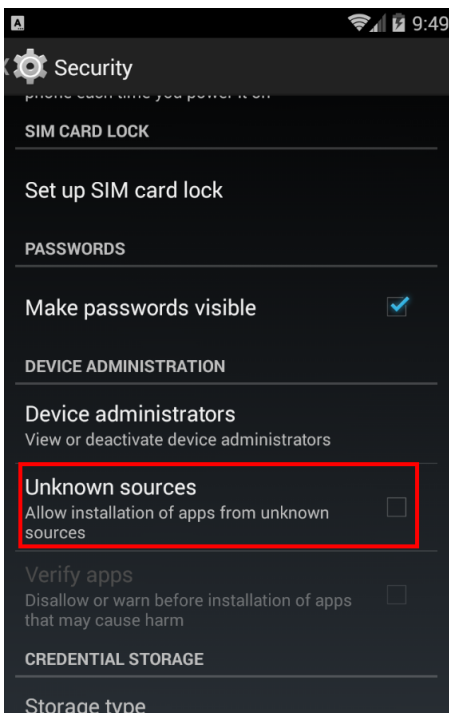 A
9:49
Security
phone each time you power it on
SIM CARD LOCK
Set up SIM card lock
PASSWORDS
Make passwords visible
DEVICE ADMINISTRATION
Device administrators
View or deactivate device administrators
Unknown sources
Allow installation of apps from unknown
sources
Verify apps
Disallow or warn before installation of apps
that may cause harm
CREDENTIAL STORAGE
Storage type